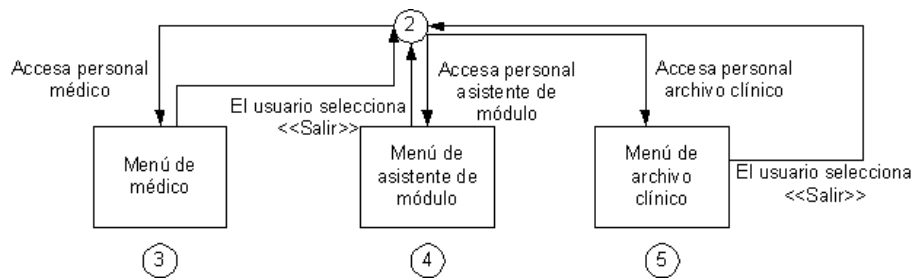 2
Accesa personal
médico
El usuario selecciona
<<Salir>>
Accesa personal
asistente de
módulo
Accesa personal
archivo clínico
Menú de
médico
Menú de
asistente de
módulo
Menú de
archivo
clínico
El usuario selecciona
<<Salir>>
3
4
5